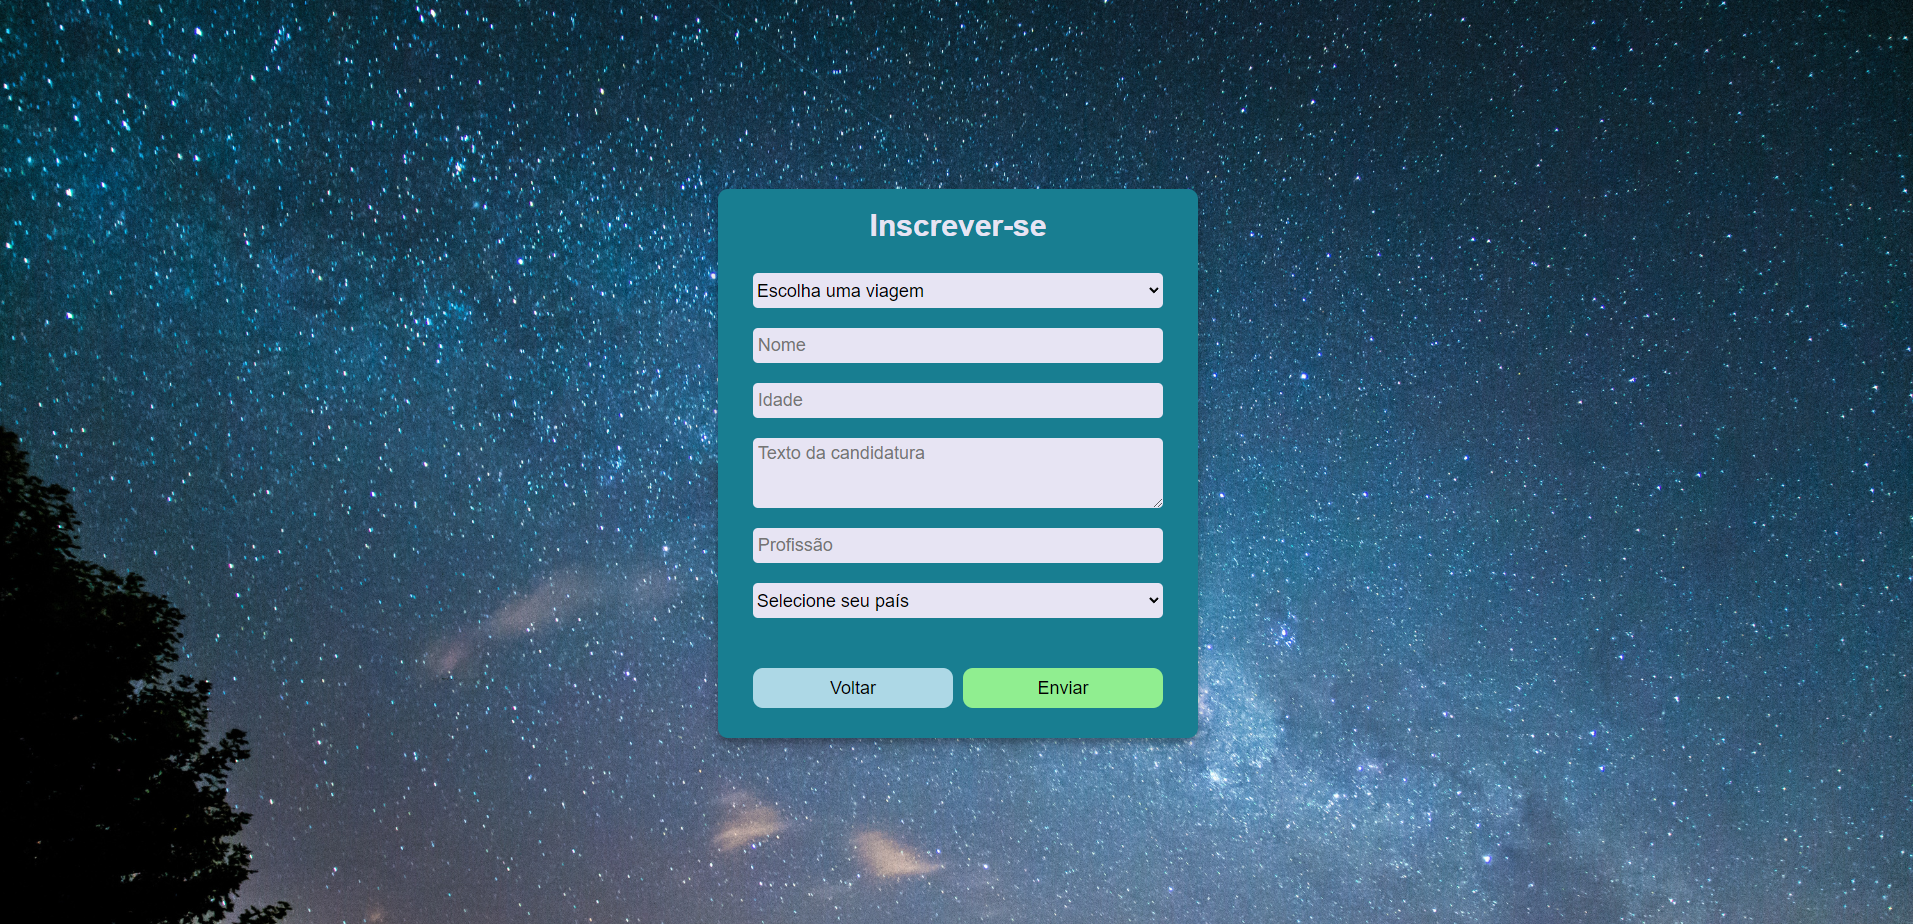 Inscrever-se
Escolha uma viagem
Nome
Idade
Texto da candidatura
Profissão
Selecione seu país
Voltar Enviar